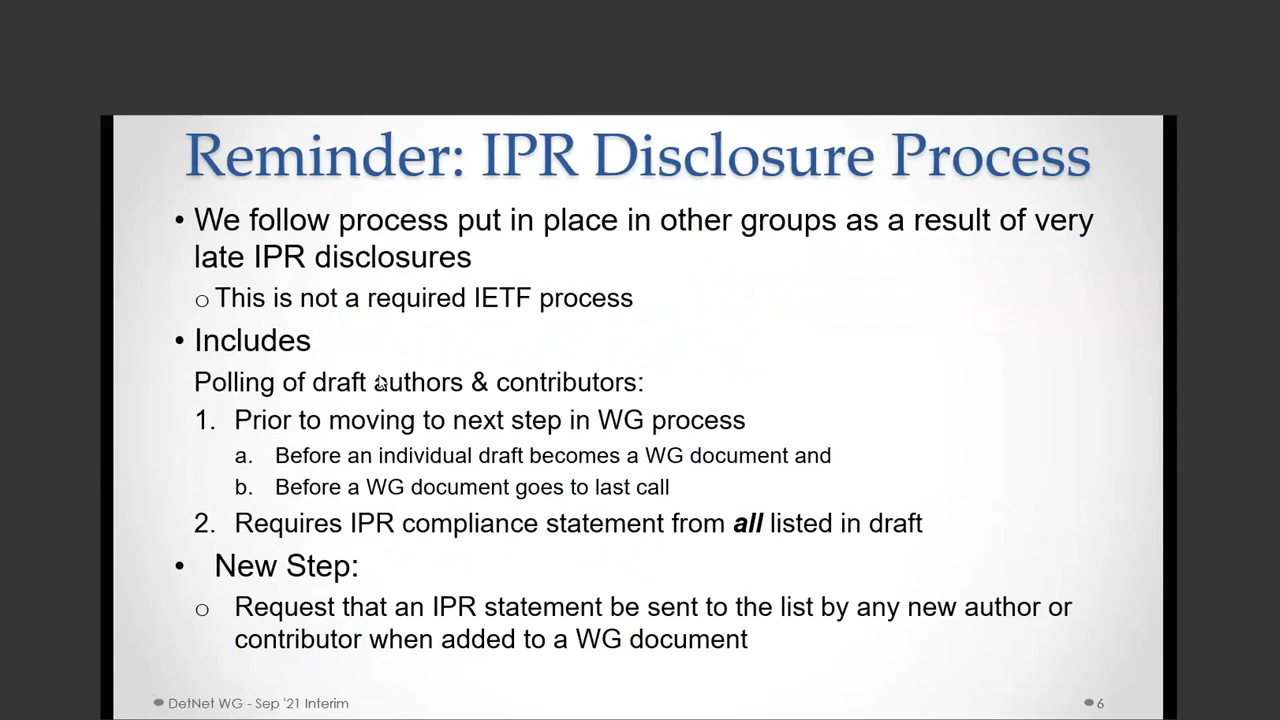 Reminder: IPR Disclosure Process
• We follow process put in place in other groups as a result of very
late IPR disclosures
o This is not a required IETF process
• Includes
Polling of draft authors & contributors:
1. Prior to moving to next step in WG process
a. Before an individual draft becomes a WG document and
b. Before a WG document goes to last call
2. Requires IPR compliance statement from all listed in draft
• New Step:
o Request that an IPR statement be sent to the list by any new author or
contributor when added to a WG document
DetNet WG - Sep '21 Interim
6